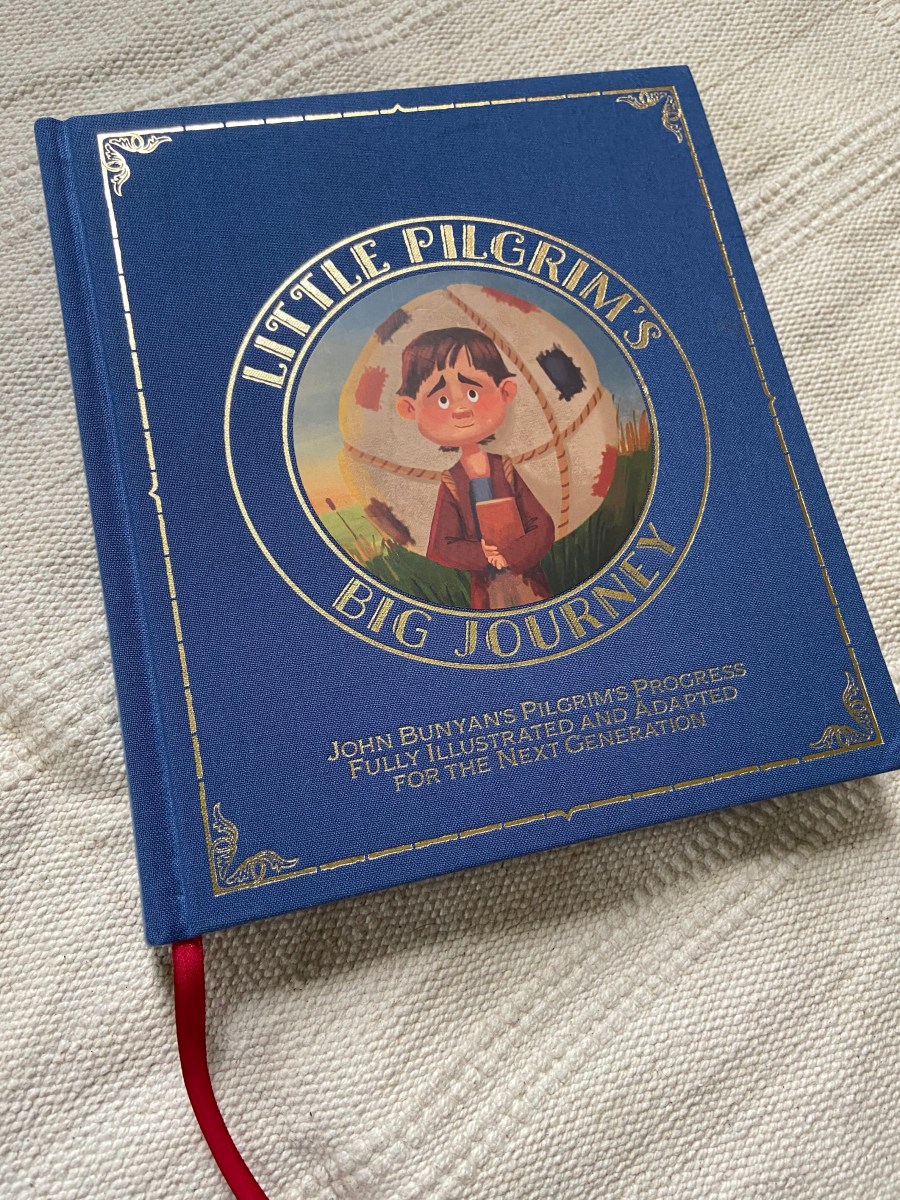 LITTLE PILGRIM'S
BIG JOURNEY
JOHN BUNYAN'S PILGRIM'S PROGRESS
FULLY ILLUSTRATED AND ADAPTED
FOR THE NEXT GENERATION